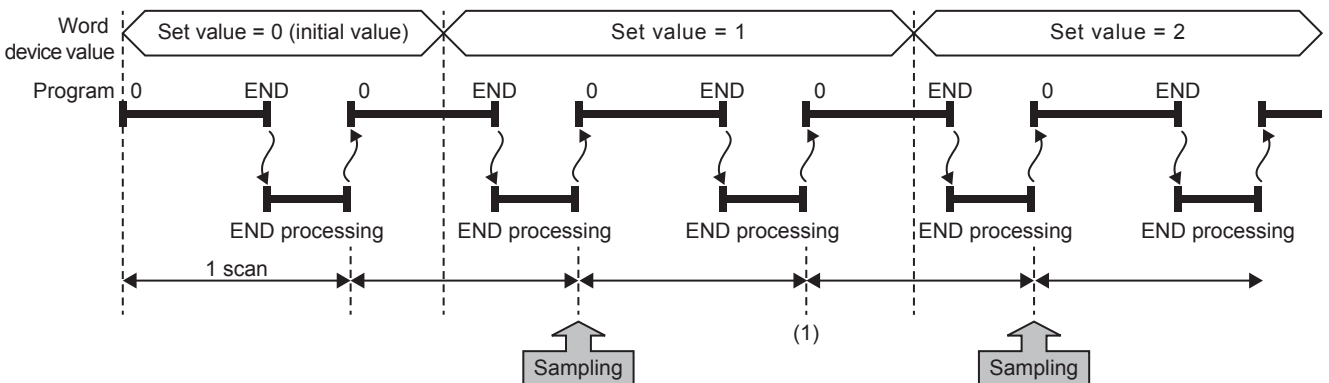 Word
device value
Set value = 0 (initial value)
Set value = 1
Set value = 2
Program
0
END
0
END
0
END
0
END
0
END
END processing
END processing
END processing
END processing
END processing
1 scan
(1)
Sampling
Sampling